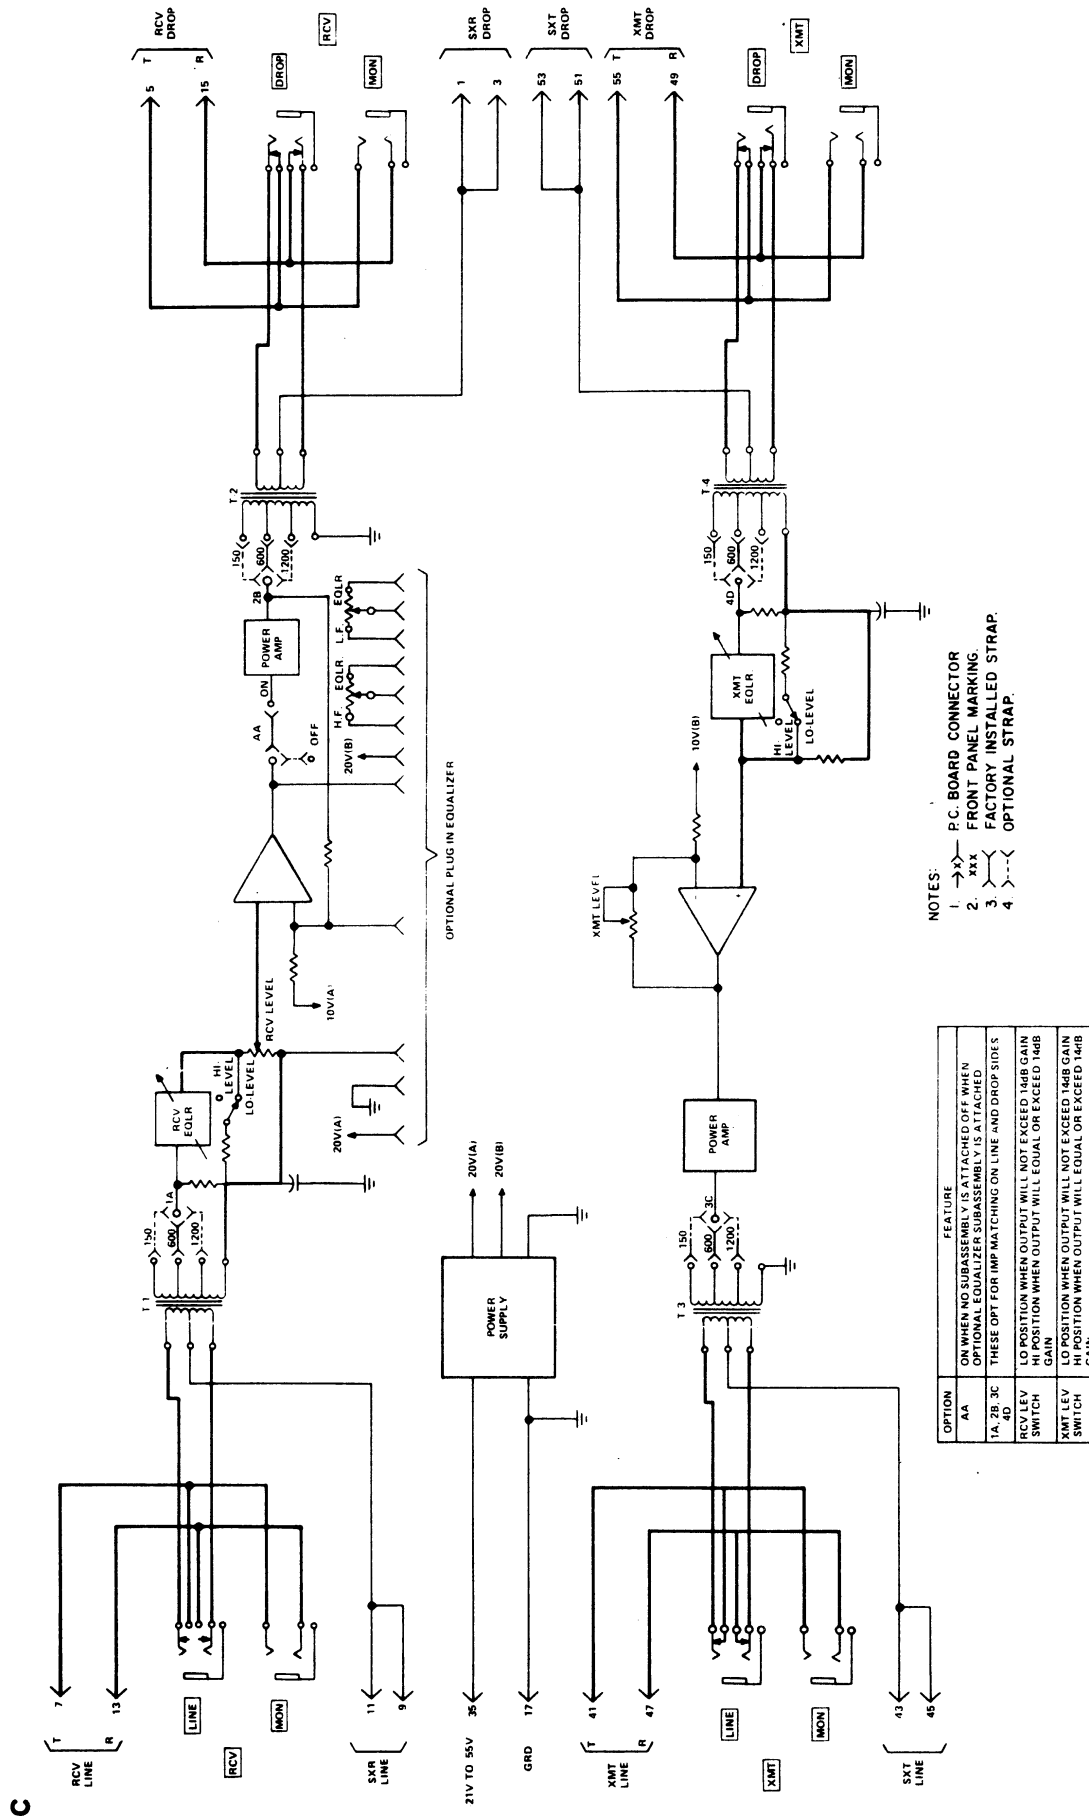 C
RCV
LINE
T
R
7
13
LINE
MON
RCV
SXR
LINE
11
9
T 1
150
600
1200
1A
RCV
EQLR
HI-
LEVEL
LO-LEVEL
RCV LEVEL
20V(A)
10V(A)
AA
ON
OFF
POWER
AMP
20V(B)
H.F. EQLR.
L.F. EQLR
OPTIONAL PLUG IN EQUALIZER
2B
150
600
1200
T-2
RCV
DROP
T
R
5
15
DROP
MON
RCV
SXR
DROP
1
3
21V TO 55V
35
GRD
17
POWER
SUPPLY
20V(A)
20V(B)
SXT
DROP
53
51
XMT
LINE
T
R
41
47
LINE
MON
XMT
SXT
LINE
43
45
T 3
150
600
1200
3C
POWER
AMP
XMT LEVEL
-
+
10V(B)
XMT
EQLR.
HI-
LEVEL
LO-LEVEL
4D
150
600
1200
T-4
XMT
DROP
T
R
55
49
DROP
MON
XMT
OPTION FEATURE
AA ON WHEN NO SUBASSEMBLY IS ATTACHED OFF WHEN
OPTIONAL EQUALIZER SUBASSEMBLY IS ATTACHED
1A, 2B, 3C THESE OPT FOR IMP MATCHING ON LINE AND DROP SIDES
4D
RCV LEV LO POSITION WHEN OUTPUT WILL NOT EXCEED 14dB GAIN
SWITCH HI POSITION WHEN OUTPUT WILL EQUAL OR EXCEED 14dB
GAIN
XMT LEV LO POSITION WHEN OUTPUT WILL NOT EXCEED 14dB GAIN
SWITCH HI POSITION WHEN OUTPUT WILL EQUAL OR EXCEED 14dB
NOTES:
1. x P.C. BOARD CONNECTOR
2. xxx FRONT PANEL MARKING.
3. FACTORY INSTALLED STRAP.
4. OPTIONAL STRAP.